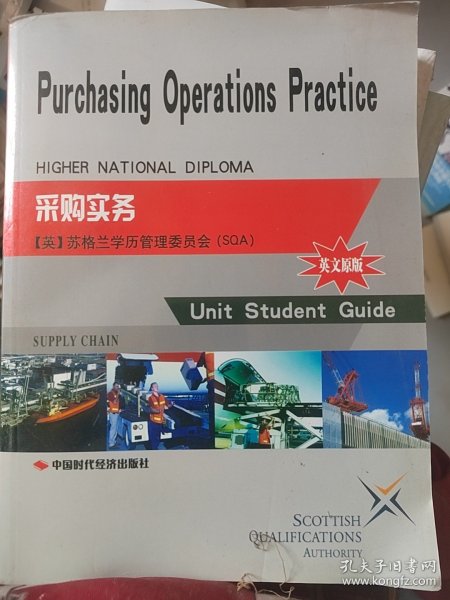 Purchasing Operations Practice
HIGHER NATIONAL DIPLOMA
采购实务
【英】苏格兰学历管理委员会(SQA)
英文原版
Unit Student Guide
SUPPLY CHAIN
中国时代经济出版社
SCOTTISH
QUALIFICATIONS
AUTHORITY
孔夫子旧书网
www.kongfz.com